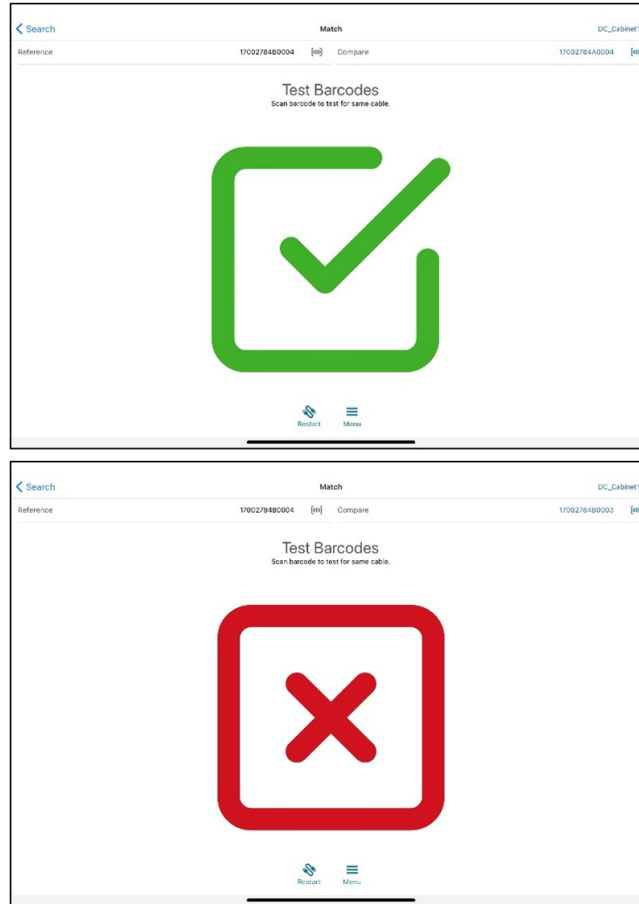 Search Match DC_Cabinet1
Reference 17002784B0004 Compare 17002784A0004
Test Barcodes
Scan barcode to test for same cable.
Restart Menu
Search Match DC_Cabinet1
Reference 17002784B0004 Compare 17002784B0003
Test Barcodes
Scan barcode to test for same cable.
Restart Menu